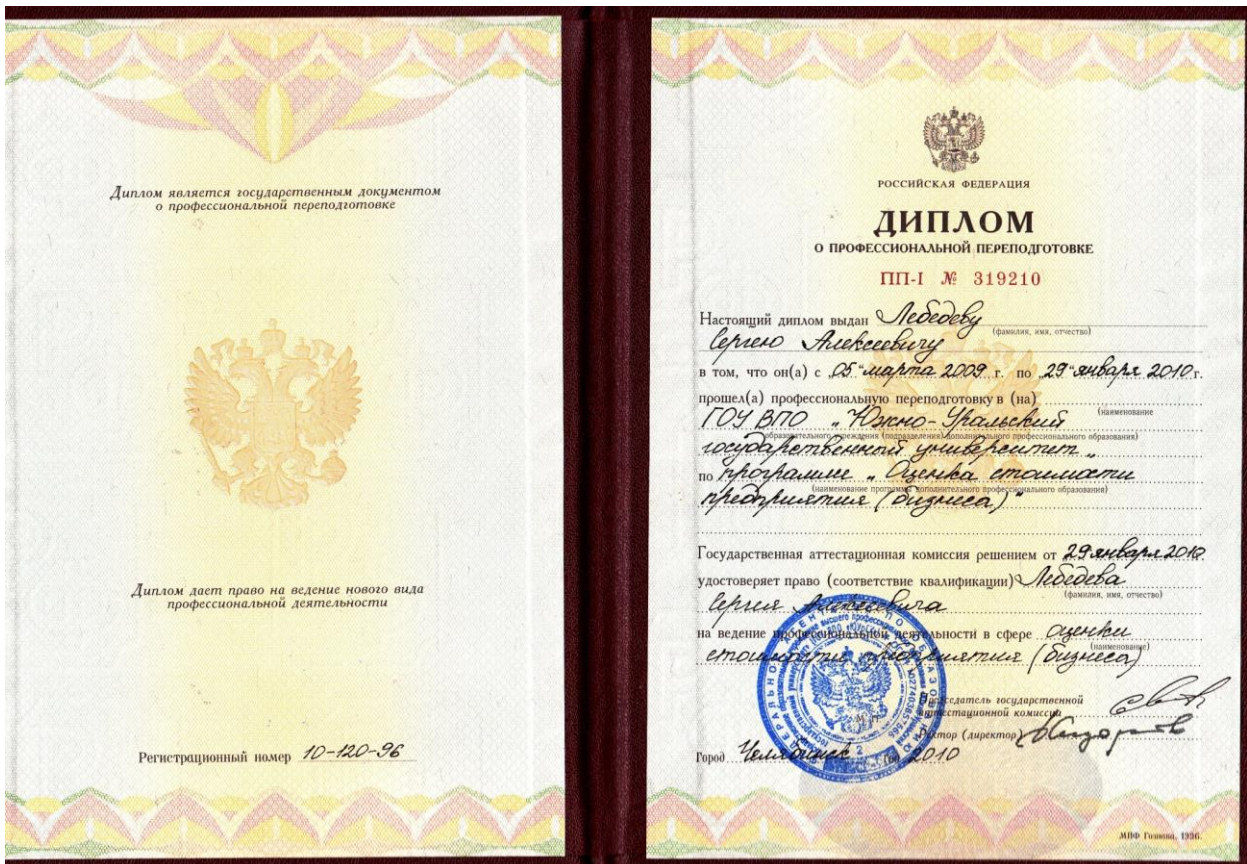 Диплом является государственным документом
о профессиональной переподготовке
Диплом дает право на ведение нового вида
профессиональной деятельности
Регистрационный номер 10-120-96
РОССИЙСКАЯ ФЕДЕРАЦИЯ
ДИПЛОМ
О ПРОФЕССИОНАЛЬНОЙ ПЕРЕПОДГОТОВКЕ
ПП-I № 319210
Настоящий диплом выдан Лебедеву
(фамилия, имя, отчество)
Сергею Алексеевичу
в том, что он(а) с „05" марта 2009 г. по „29" января 2010 г.
прошел(а) профессиональную переподготовку в (на)
(наименование
ГОУ ВПО „Южно-Уральский
образовательного учреждения (подразделения) дополнительного профессионального образования)
государственный университет"
по программе „Оценка стоимости
(наименование программы дополнительного профессионального образования)
предприятия (бизнеса)"
Государственная аттестационная комиссия решением от 29 января 2010
удостоверяет право (соответствие квалификации) Лебедева
(фамилия, имя, отчество)
Сергея Алексеевича
на ведение профессиональной деятельности в сфере оценки
(наименование)
стоимости предприятия (бизнеса)
Председатель государственной
аттестационной комиссии
Ректор (директор)
Город Челябинск год 2010
МПФ Гознака, 1996.